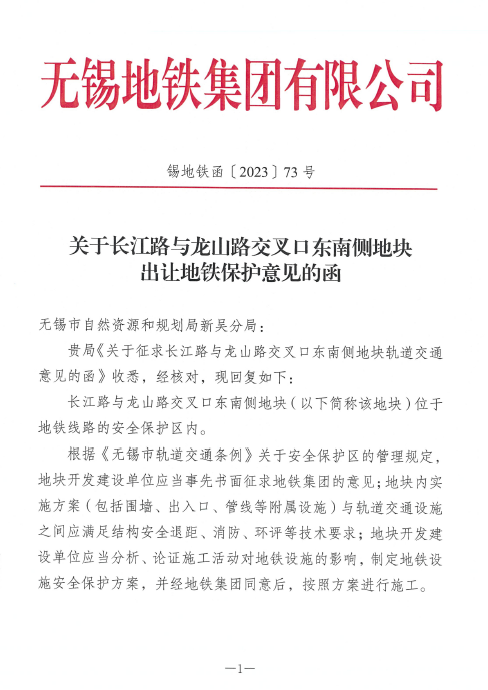 无锡地铁集团有限公司
锡地铁函〔2023〕73 号
关于长江路与龙山路交叉口东南侧地块
出让地铁保护意见的函
无锡市自然资源和规划局新吴分局：
贵局《关于征求长江路与龙山路交叉口东南侧地块轨道交通
意见的函》收悉，经核对，现回复如下：
长江路与龙山路交叉口东南侧地块（以下简称该地块）位于
地铁线路的安全保护区内。
根据《无锡市轨道交通条例》关于安全保护区的管理规定，
地块开发建设单位应当事先书面征求地铁集团的意见；地块内实
施方案（包括围墙、出入口、管线等附属设施）与轨道交通设施
之间应满足结构安全退距、消防、环评等技术要求；地块开发建
设单位应当分析、论证施工活动对地铁设施的影响，制定地铁设
施安全保护方案，并经地铁集团同意后，按照方案进行施工。
—1—